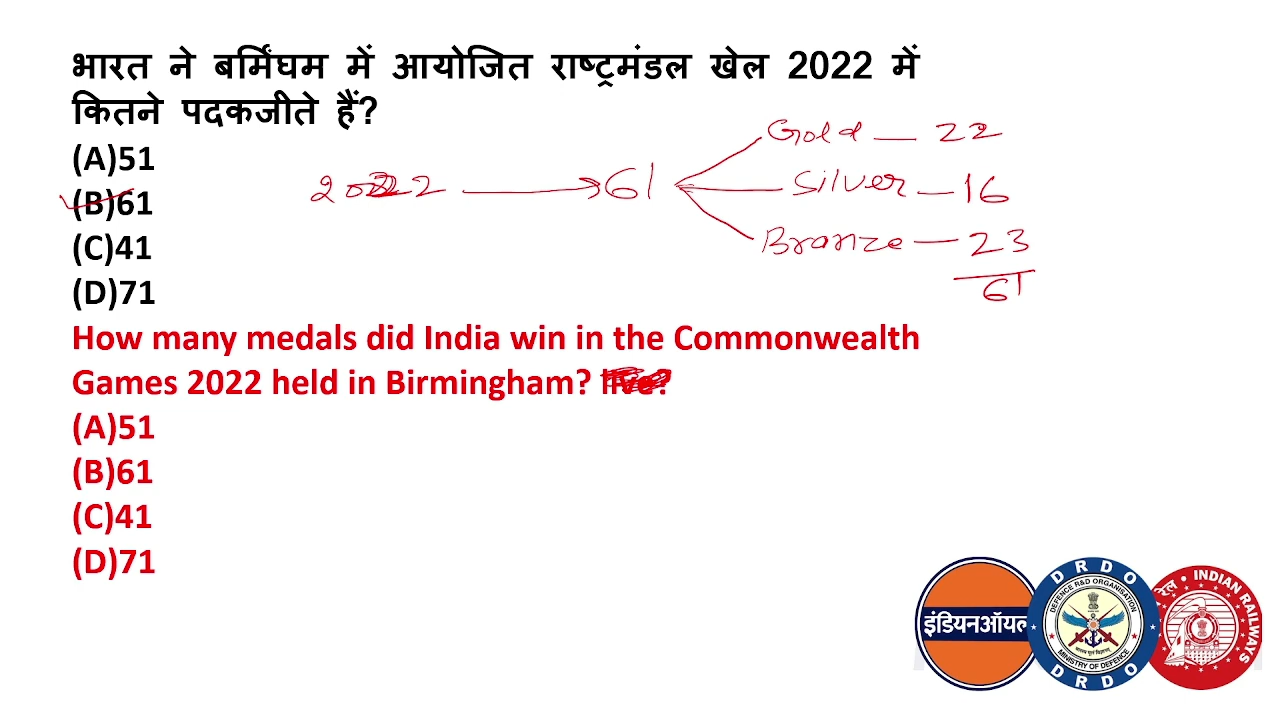 भारत ने बर्मिंघम में आयोजित राष्ट्रमंडल खेल 2022 में
कितने पदकजीते हैं?
(A)51
(B)61
(C)41
(D)71
2022 → 61
Gold — 22
Silver — 16
Bronze — 23
61
How many medals did India win in the Commonwealth
Games 2022 held in Birmingham? live?
(A)51
(B)61
(C)41
(D)71
इंडियनऑयल
DRDO
DEFENCE R&D ORGANISATION
MINISTRY OF DEFENCE
DRDO
रेल • INDIAN RAILWAYS